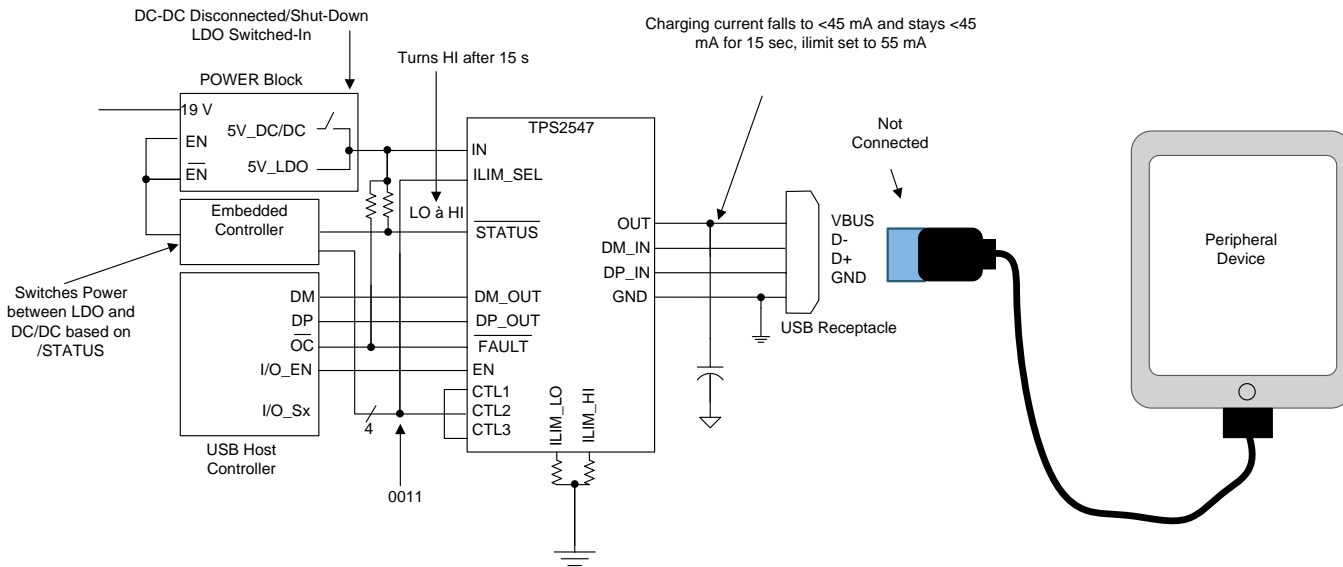 DC-DC Disconnected/Shut-Down
LDO Switched-In
Charging current falls to <45 mA and stays <45
mA for 15 sec, ilimit set to 55 mA
Turns HI after 15 s
POWER Block
19 V
EN
EN
5V_DC/DC
5V_LDO
Embedded
Controller
Switches Power
between LDO and
DC/DC based on
/STATUS
DM
DP
OC
I/O_EN
I/O_Sx
USB Host
Controller
4
0011
LO à HI
TPS2547
IN
ILIM_SEL
STATUS
DM_OUT
DP_OUT
FAULT
EN
CTL1
CTL2
CTL3
ILIM_LO
ILIM_HI
OUT
DM_IN
DP_IN
GND
USB Receptacle
VBUS
D-
D+
GND
Not
Connected
Peripheral
Device